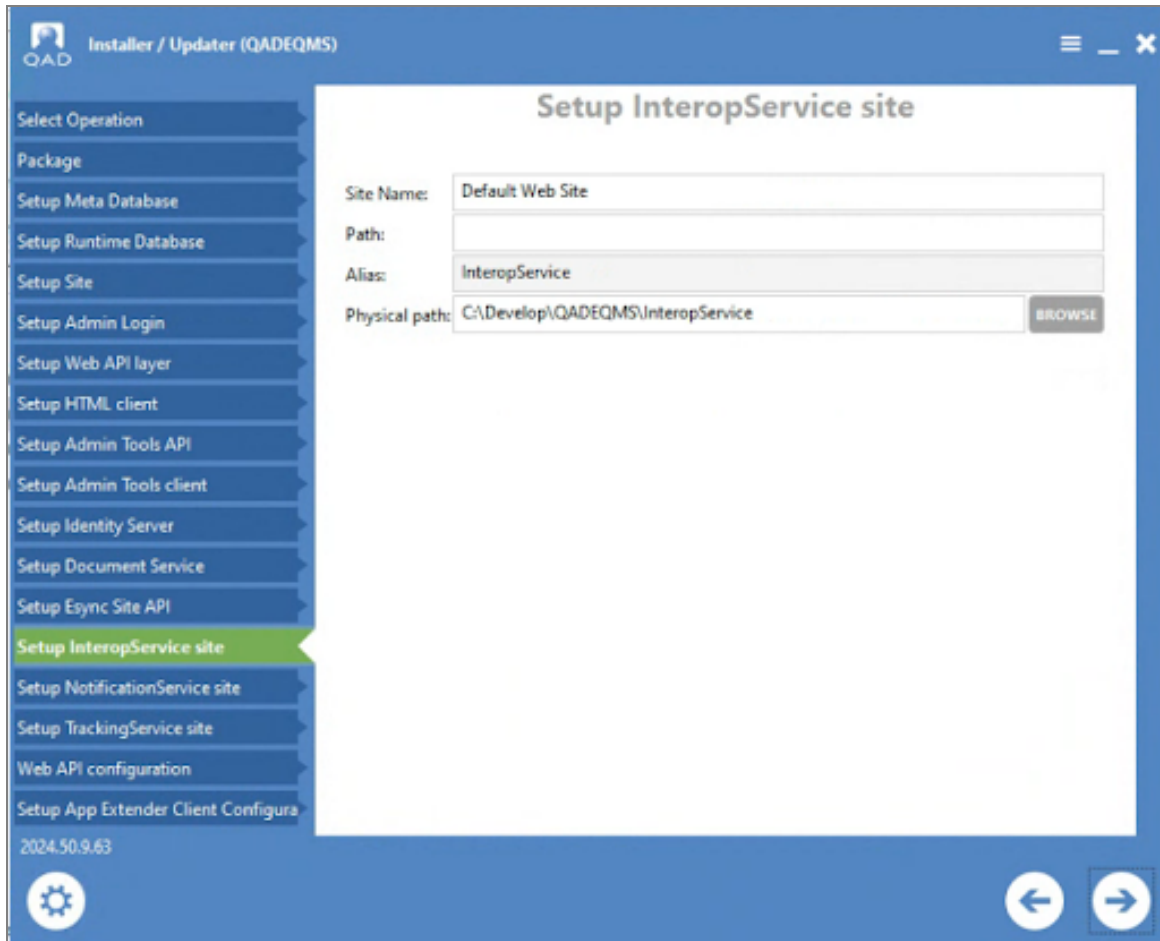 QAD
Installer / Updater (QADEQMS)
Select Operation
Package
Setup Meta Database
Setup Runtime Database
Setup Site
Setup Admin Login
Setup Web API layer
Setup HTML client
Setup Admin Tools API
Setup Admin Tools client
Setup Identity Server
Setup Document Service
Setup Esync Site API
Setup InteropService site
Setup NotificationService site
Setup TrackingService site
Web API configuration
Setup App Extender Client Configura
2024.50.9.63
Setup InteropService site
Site Name: Default Web Site
Path:
Alias: InteropService
Physical path: C:\Develop\QADEQMS\InteropService BROWSE